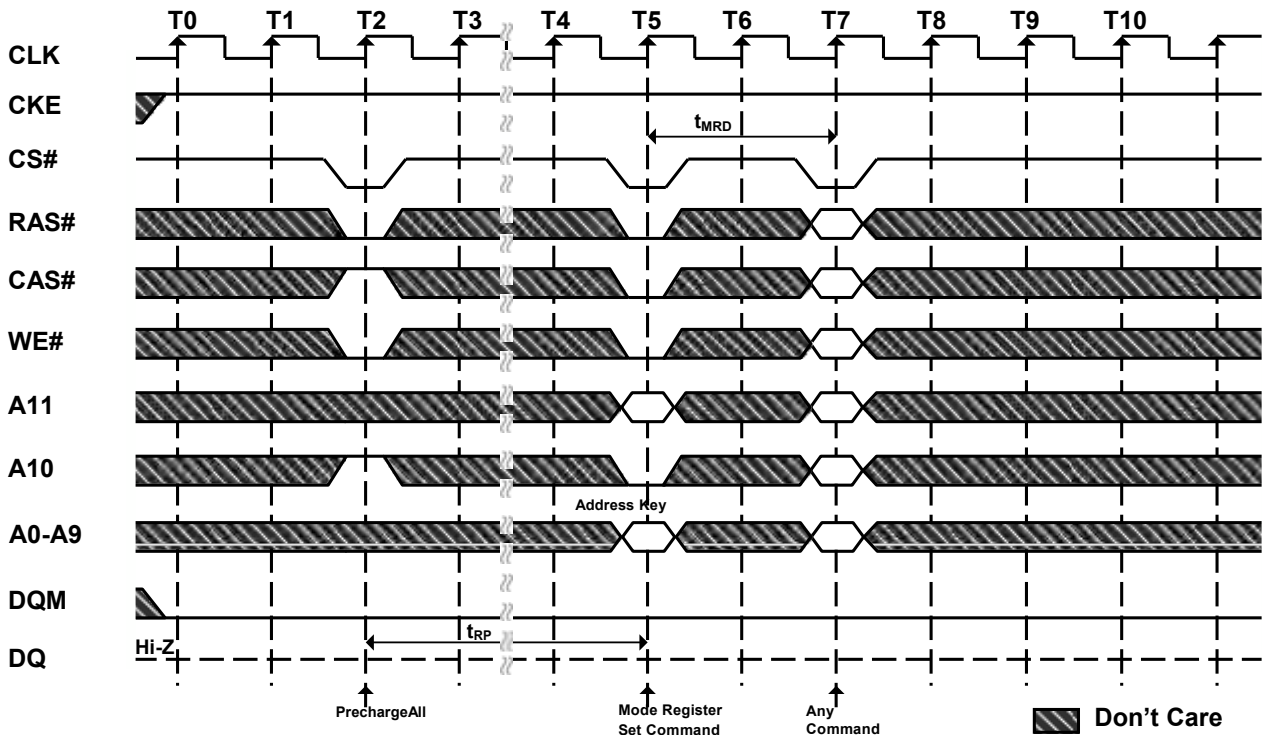 T0 T1 T2 T3 T4 T5 T6 T7 T8 T9 T10
CLK
CKE
tMRD
CS#
RAS#
CAS#
WE#
A11
A10
Address Key
A0-A9
DQM
tRP
Hi-Z
DQ
PrechargeAll
Mode Register
Set Command
Any
Command
Don't Care